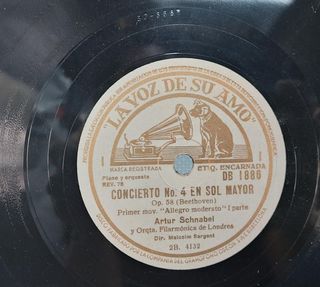 "LA VOZ DE SU AMO"
MARCA REGISTRADA
ETIQ. ENCARNADA
Piano y orquesta
REV. 78
DB 1886
CONCIERTO No. 4 EN SOL MAYOR
Op. 58 (Beethoven)
Primer mov. "Allegro moderato" I parte
Artur Schnabel
y Orqta. Filarmónica de Londres
Dir. Malcolm Sargent
2B. 4132